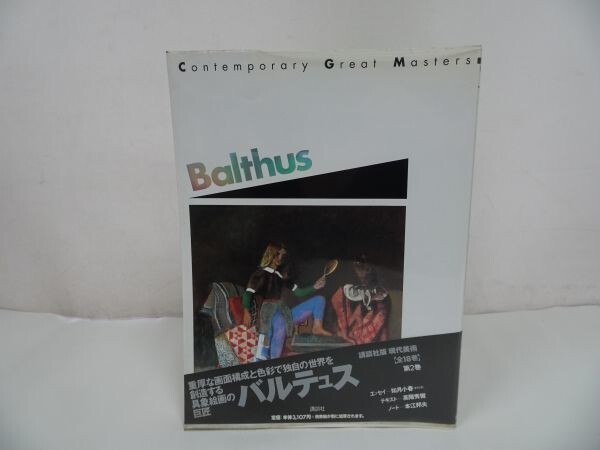 Contemporary Great Masters
Balthus
重厚な画面構成と色彩で独自の世界を
創造する
具象絵画の
巨匠
バルテュス
講談社版 現代美術
[全18巻]
第2巻
エッセイ─如月小春
テキスト─高階秀爾
ノート─本江邦夫
講談社
定価:本体3,107円